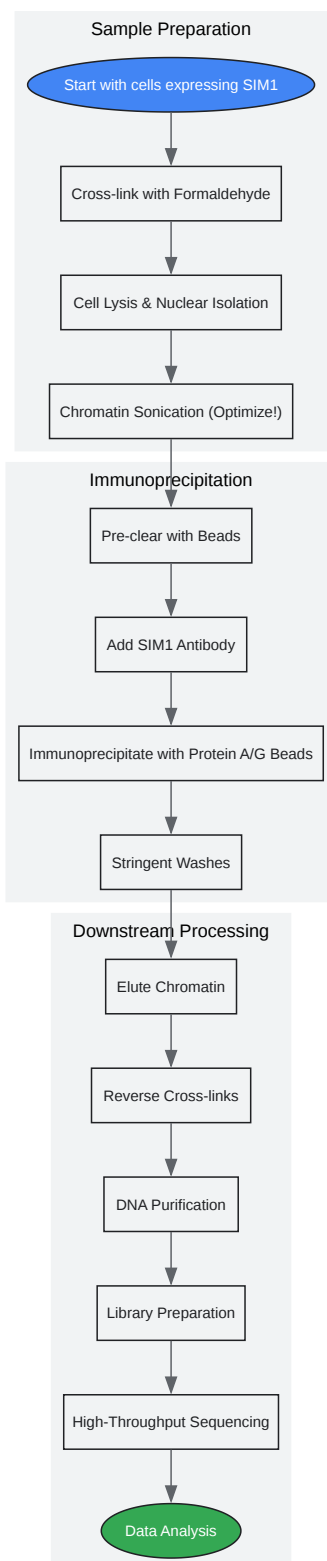 Sample Preparation
Start with cells expressing SIM1
Cross-link with Formaldehyde
Cell Lysis & Nuclear Isolation
Chromatin Sonication (Optimize!)
Immunoprecipitation
Pre-clear with Beads
Add SIM1 Antibody
Immunoprecipitate with Protein A/G Beads
Stringent Washes
Downstream Processing
Elute Chromatin
Reverse Cross-links
DNA Purification
Library Preparation
High-Throughput Sequencing
Data Analysis